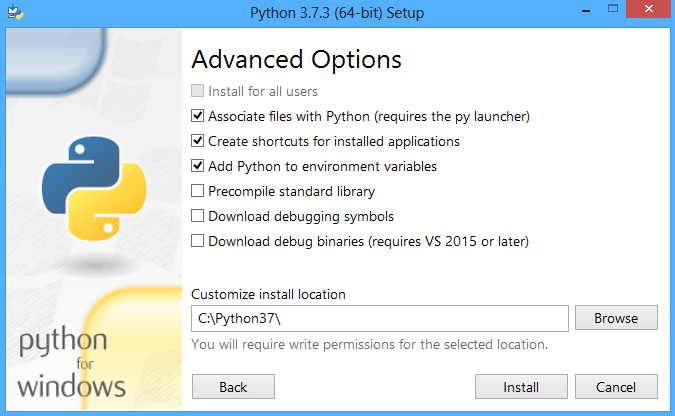 Python 3.7.3 (64-bit) Setup
Advanced Options
Install for all users
Associate files with Python (requires the py launcher)
Create shortcuts for installed applications
Add Python to environment variables
Precompile standard library
Download debugging symbols
Download debug binaries (requires VS 2015 or later)
Customize install location
C:\Python37\
Browse
You will require write permissions for the selected location.
python
for
windows
Back
Install
Cancel